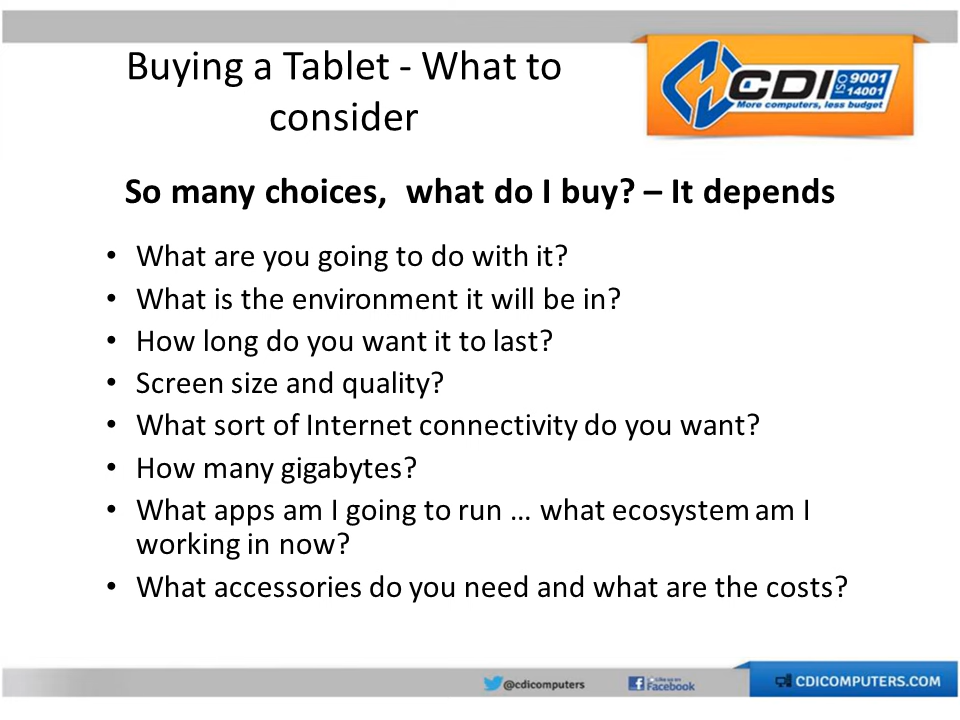 Buying a Tablet - What to
consider
CDI ISO 9001
14001
More computers, less budget
So many choices, what do I buy? – It depends
• What are you going to do with it?
• What is the environment it will be in?
• How long do you want it to last?
• Screen size and quality?
• What sort of Internet connectivity do you want?
• How many gigabytes?
• What apps am I going to run … what ecosystem am I
working in now?
• What accessories do you need and what are the costs?
@cdicomputers
Like us on
Facebook
CDICOMPUTERS.COM